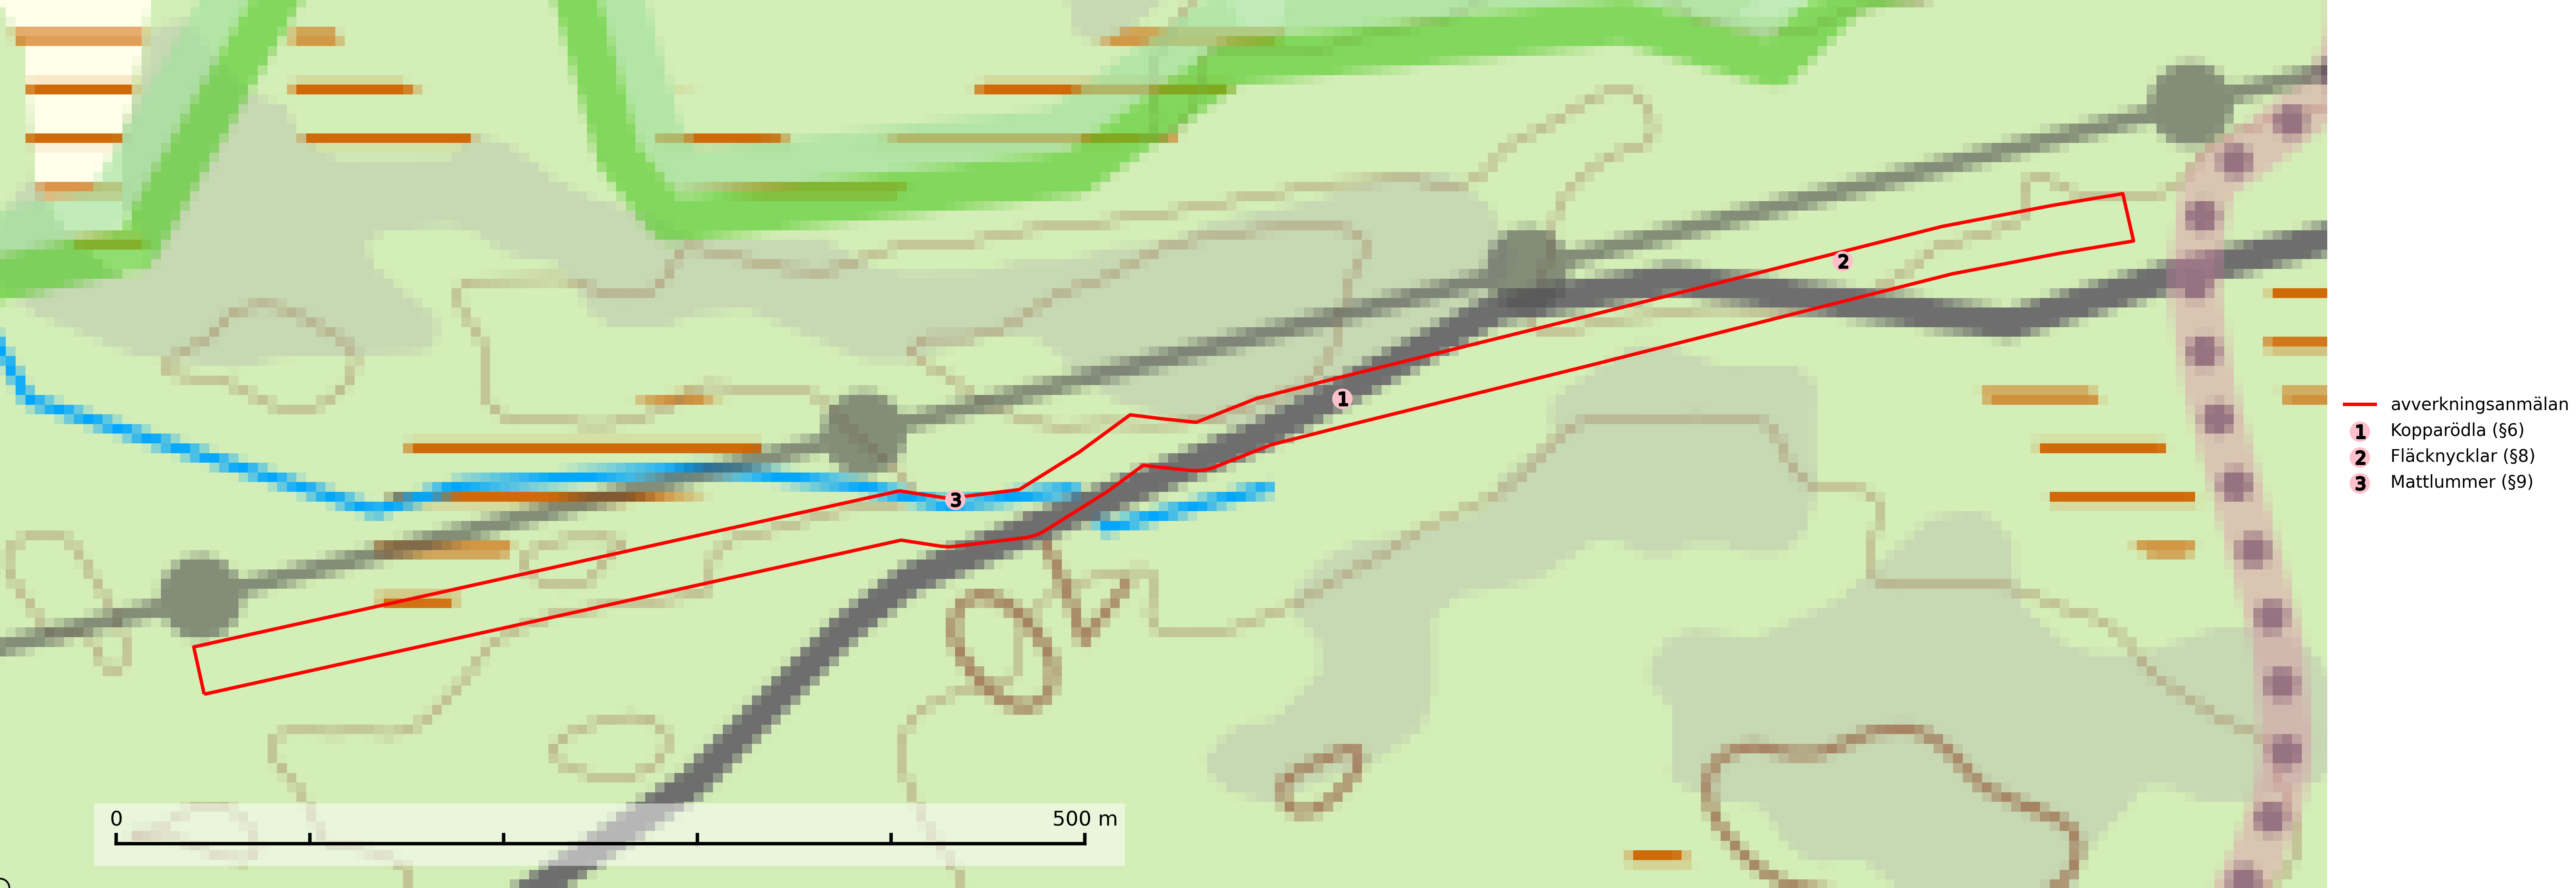 2
1
3
0 500 m
avverkningsanmälan
1 Kopparödla (§6)
2 Fläcknycklar (§8)
3 Mattlummer (§9)